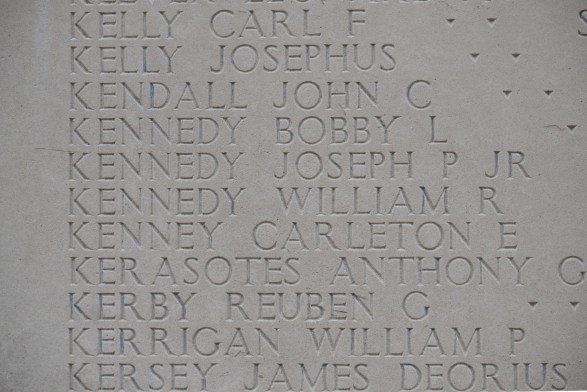 KELLY CARL F
KELLY JOSEPHUS
KENDALL JOHN C
KENNEDY BOBBY L
KENNEDY JOSEPH P JR
KENNEDY WILLIAM R
KENNEY CARLETON E
KERASOTES ANTHONY G
KERBY REUBEN G
KERRIGAN WILLIAM P
KERSEY JAMES DEORIUS